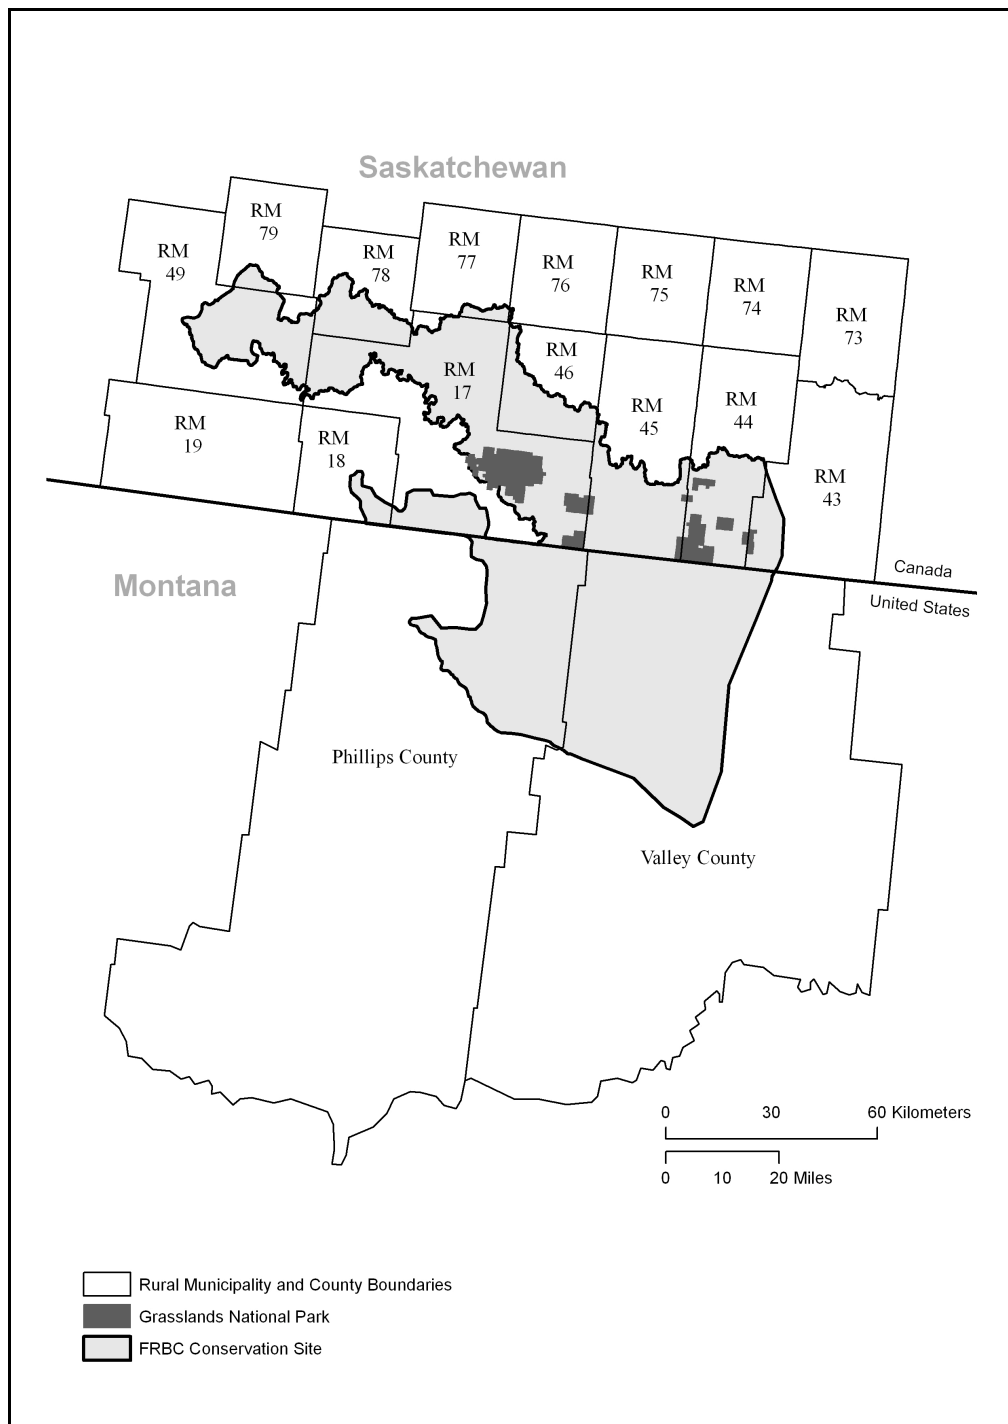 Saskatchewan
RM
79
RM
49
RM
78
RM
77
RM
76
RM
75
RM
74
RM
73
RM
17
RM
46
RM
45
RM
44
RM
19
RM
18
RM
43
Canada
United States
Montana
Phillips County
Valley County
0 30 60 Kilometers
0 10 20 Miles
Rural Municipality and County Boundaries
Grasslands National Park
FRBC Conservation Site